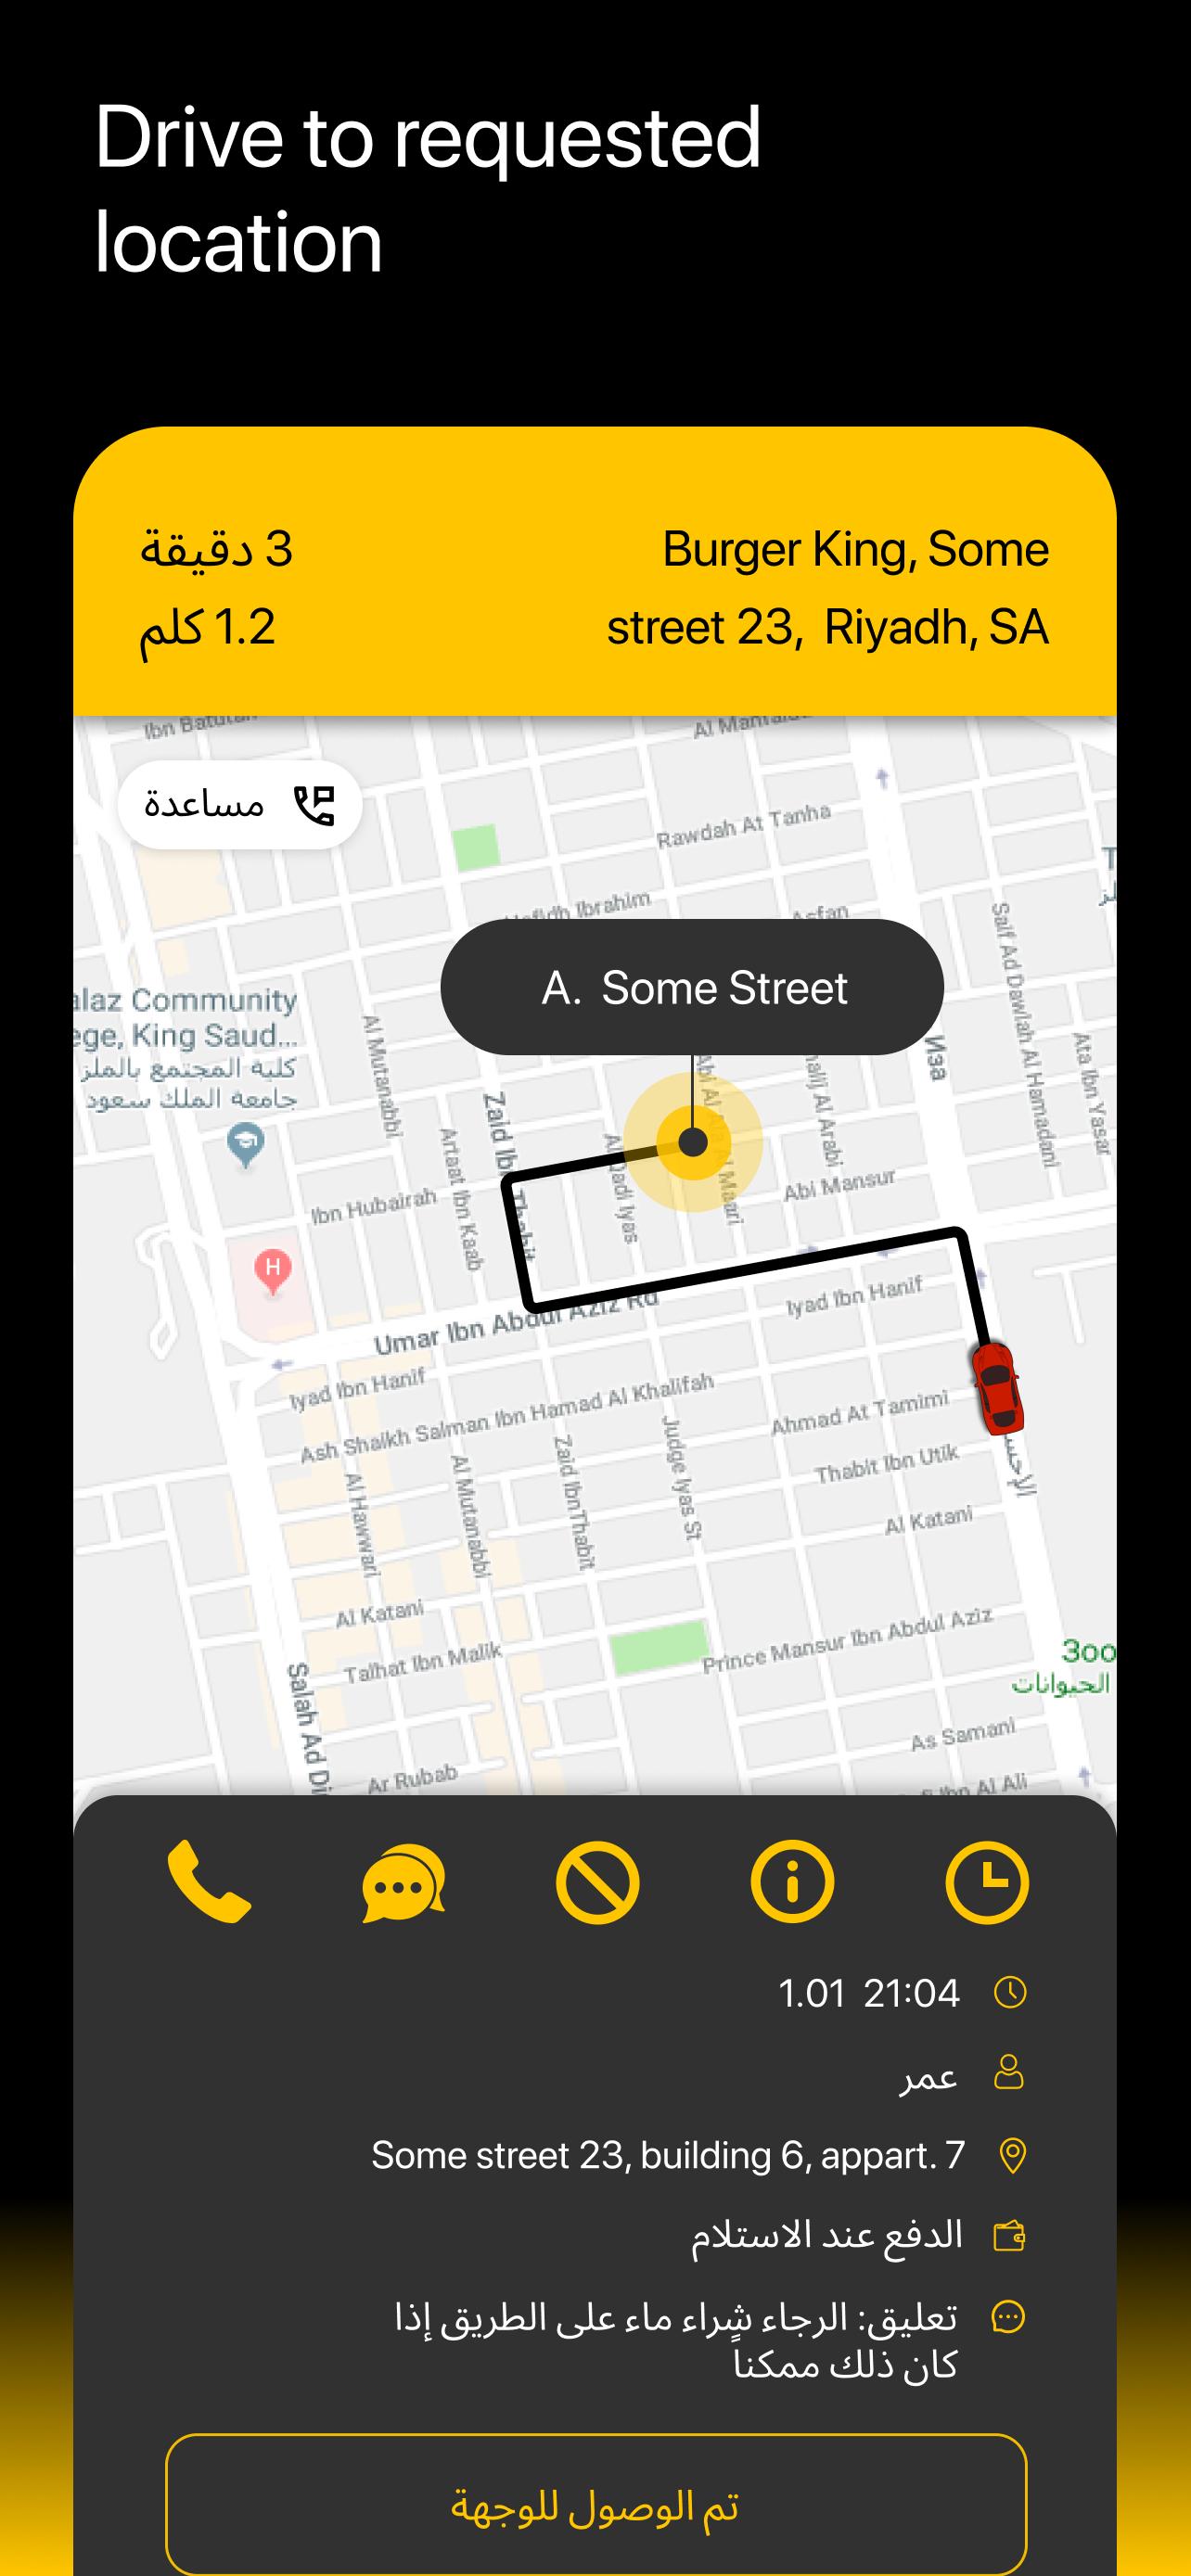 Drive to requested
location
Burger King, Some
street 23, Riyadh, SA
3 دقيقة
1.2 كلم
Ibn Batutah
Rawdah At Tanha
مساعدة
Hafidh Ibrahim
Asfan
A. Some Street
alaz Community
ege, King Saud...
كلية المجتمع بالملز
جامعة الملك سعود
Saif Ad Dawlah Al Hamadani
Ata Ibn Yasar
Al Mutanabbi
Artaat Ibn Kaab
Zaid Ibn Thabit
Al Qadi Iyas
Abi Al Ala Al Maari
halij Al Arabi
Иза
Abi Mansur
Ibn Hubairah
H
Umar Ibn Abdul Aziz Rd
Iyad Ibn Hanif
Iyad Ibn Hanif
Ash Shaikh Salman Ibn Hamad Al Khalifah
Ahmad At Tamimi
Thabit Ibn Utik
Judge Iyas St
Zaid IbnThabit
Al Mutanabbi
Al Hawwari
Al Katani
Al Katani
Talhat Ibn Malik
Prince Mansur Ibn Abdul Aziz
Зоо
الحيوانات
Salah Ad Di
As Samani
Ar Rubab
Ibn Al Ali
1.01 21:04
عمر
Some street 23, building 6, appart. 7
الدفع عند الاستلام
تعليق: الرجاء شراء ماء على الطريق إذا
كان ذلك ممكناً
تم الوصول للوجهة